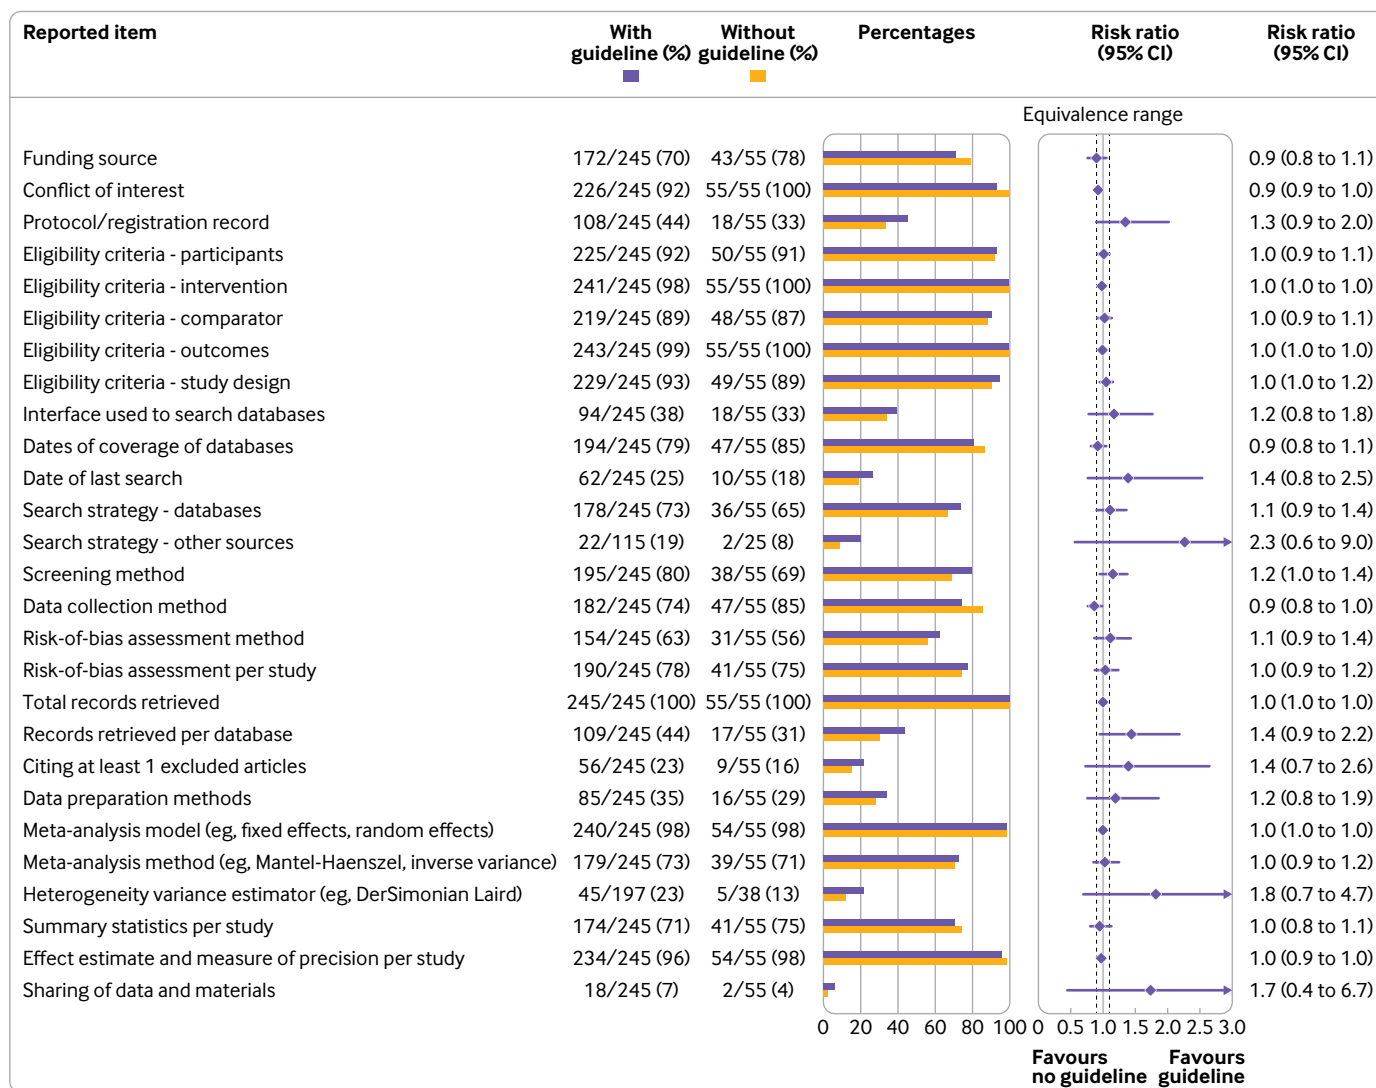 Reported item With guideline (%) Without guideline (%) Percentages Risk ratio (95% CI) Risk ratio (95% CI)
Equivalence range
Funding source 172/245 (70) 43/55 (78) 0.9 (0.8 to 1.1)
Conflict of interest 226/245 (92) 55/55 (100) 0.9 (0.9 to 1.0)
Protocol/registration record 108/245 (44) 18/55 (33) 1.3 (0.9 to 2.0)
Eligibility criteria - participants 225/245 (92) 50/55 (91) 1.0 (0.9 to 1.1)
Eligibility criteria - intervention 241/245 (98) 55/55 (100) 1.0 (1.0 to 1.0)
Eligibility criteria - comparator 219/245 (89) 48/55 (87) 1.0 (0.9 to 1.1)
Eligibility criteria - outcomes 243/245 (99) 55/55 (100) 1.0 (1.0 to 1.0)
Eligibility criteria - study design 229/245 (93) 49/55 (89) 1.0 (1.0 to 1.2)
Interface used to search databases 94/245 (38) 18/55 (33) 1.2 (0.8 to 1.8)
Dates of coverage of databases 194/245 (79) 47/55 (85) 0.9 (0.8 to 1.1)
Date of last search 62/245 (25) 10/55 (18) 1.4 (0.8 to 2.5)
Search strategy - databases 178/245 (73) 36/55 (65) 1.1 (0.9 to 1.4)
Search strategy - other sources 22/115 (19) 2/25 (8) 2.3 (0.6 to 9.0)
Screening method 195/245 (80) 38/55 (69) 1.2 (1.0 to 1.4)
Data collection method 182/245 (74) 47/55 (85) 0.9 (0.8 to 1.0)
Risk-of-bias assessment method 154/245 (63) 31/55 (56) 1.1 (0.9 to 1.4)
Risk-of-bias assessment per study 190/245 (78) 41/55 (75) 1.0 (0.9 to 1.2)
Total records retrieved 245/245 (100) 55/55 (100) 1.0 (1.0 to 1.0)
Records retrieved per database 109/245 (44) 17/55 (31) 1.4 (0.9 to 2.2)
Citing at least 1 excluded articles 56/245 (23) 9/55 (16) 1.4 (0.7 to 2.6)
Data preparation methods 85/245 (35) 16/55 (29) 1.2 (0.8 to 1.9)
Meta-analysis model (eg, fixed effects, random effects) 240/245 (98) 54/55 (98) 1.0 (1.0 to 1.0)
Meta-analysis method (eg, Mantel-Haenszel, inverse variance) 179/245 (73) 39/55 (71) 1.0 (0.9 to 1.2)
Heterogeneity variance estimator (eg, DerSimonian Laird) 45/197 (23) 5/38 (13) 1.8 (0.7 to 4.7)
Summary statistics per study 174/245 (71) 41/55 (75) 1.0 (0.8 to 1.1)
Effect estimate and measure of precision per study 234/245 (96) 54/55 (98) 1.0 (0.9 to 1.0)
Sharing of data and materials 18/245 (7) 2/55 (4) 1.7 (0.4 to 6.7)
0 20 40 60 80 100 0 0.5 1.0 1.5 2.0 2.5 3.0
Favours no guideline Favours guideline